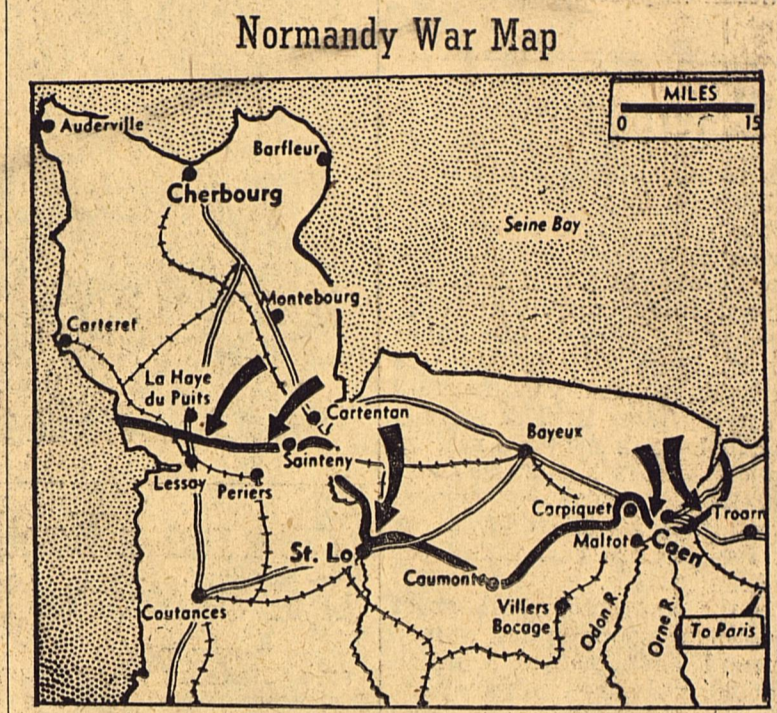 Normandy War Map
MILES
0 15
Auderville
Barfleur
Cherbourg
Seine Bay
Montebourg
Carteret
La Haye
du Puits
Cartentan
Bayeux
Sainteny
Lessay
Periers
Carpiquet
Troarn
St. Lo
Maltot
Caen
Caumont
Coutances
Villers
Bocage
Odon R.
Orne R.
To Paris